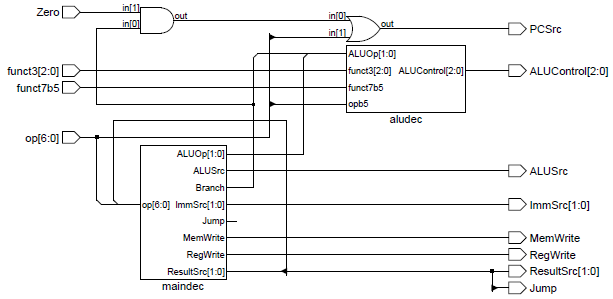 Zero
in[1]
in[0]
out
in[0]
in[1]
out
PCSrc
ALUOp[1:0]
funct3[2:0]
funct3[2:0]
ALUControl[2:0]
ALUControl[2:0]
funct7b5
funct7b5
opb5
aludec
op[6:0]
ALUOp[1:0]
ALUSrc
ALUSrc
Branch
op[6:0]
ImmSrc[1:0]
ImmSrc[1:0]
Jump
MemWrite
MemWrite
RegWrite
RegWrite
ResultSrc[1:0]
ResultSrc[1:0]
maindec
Jump